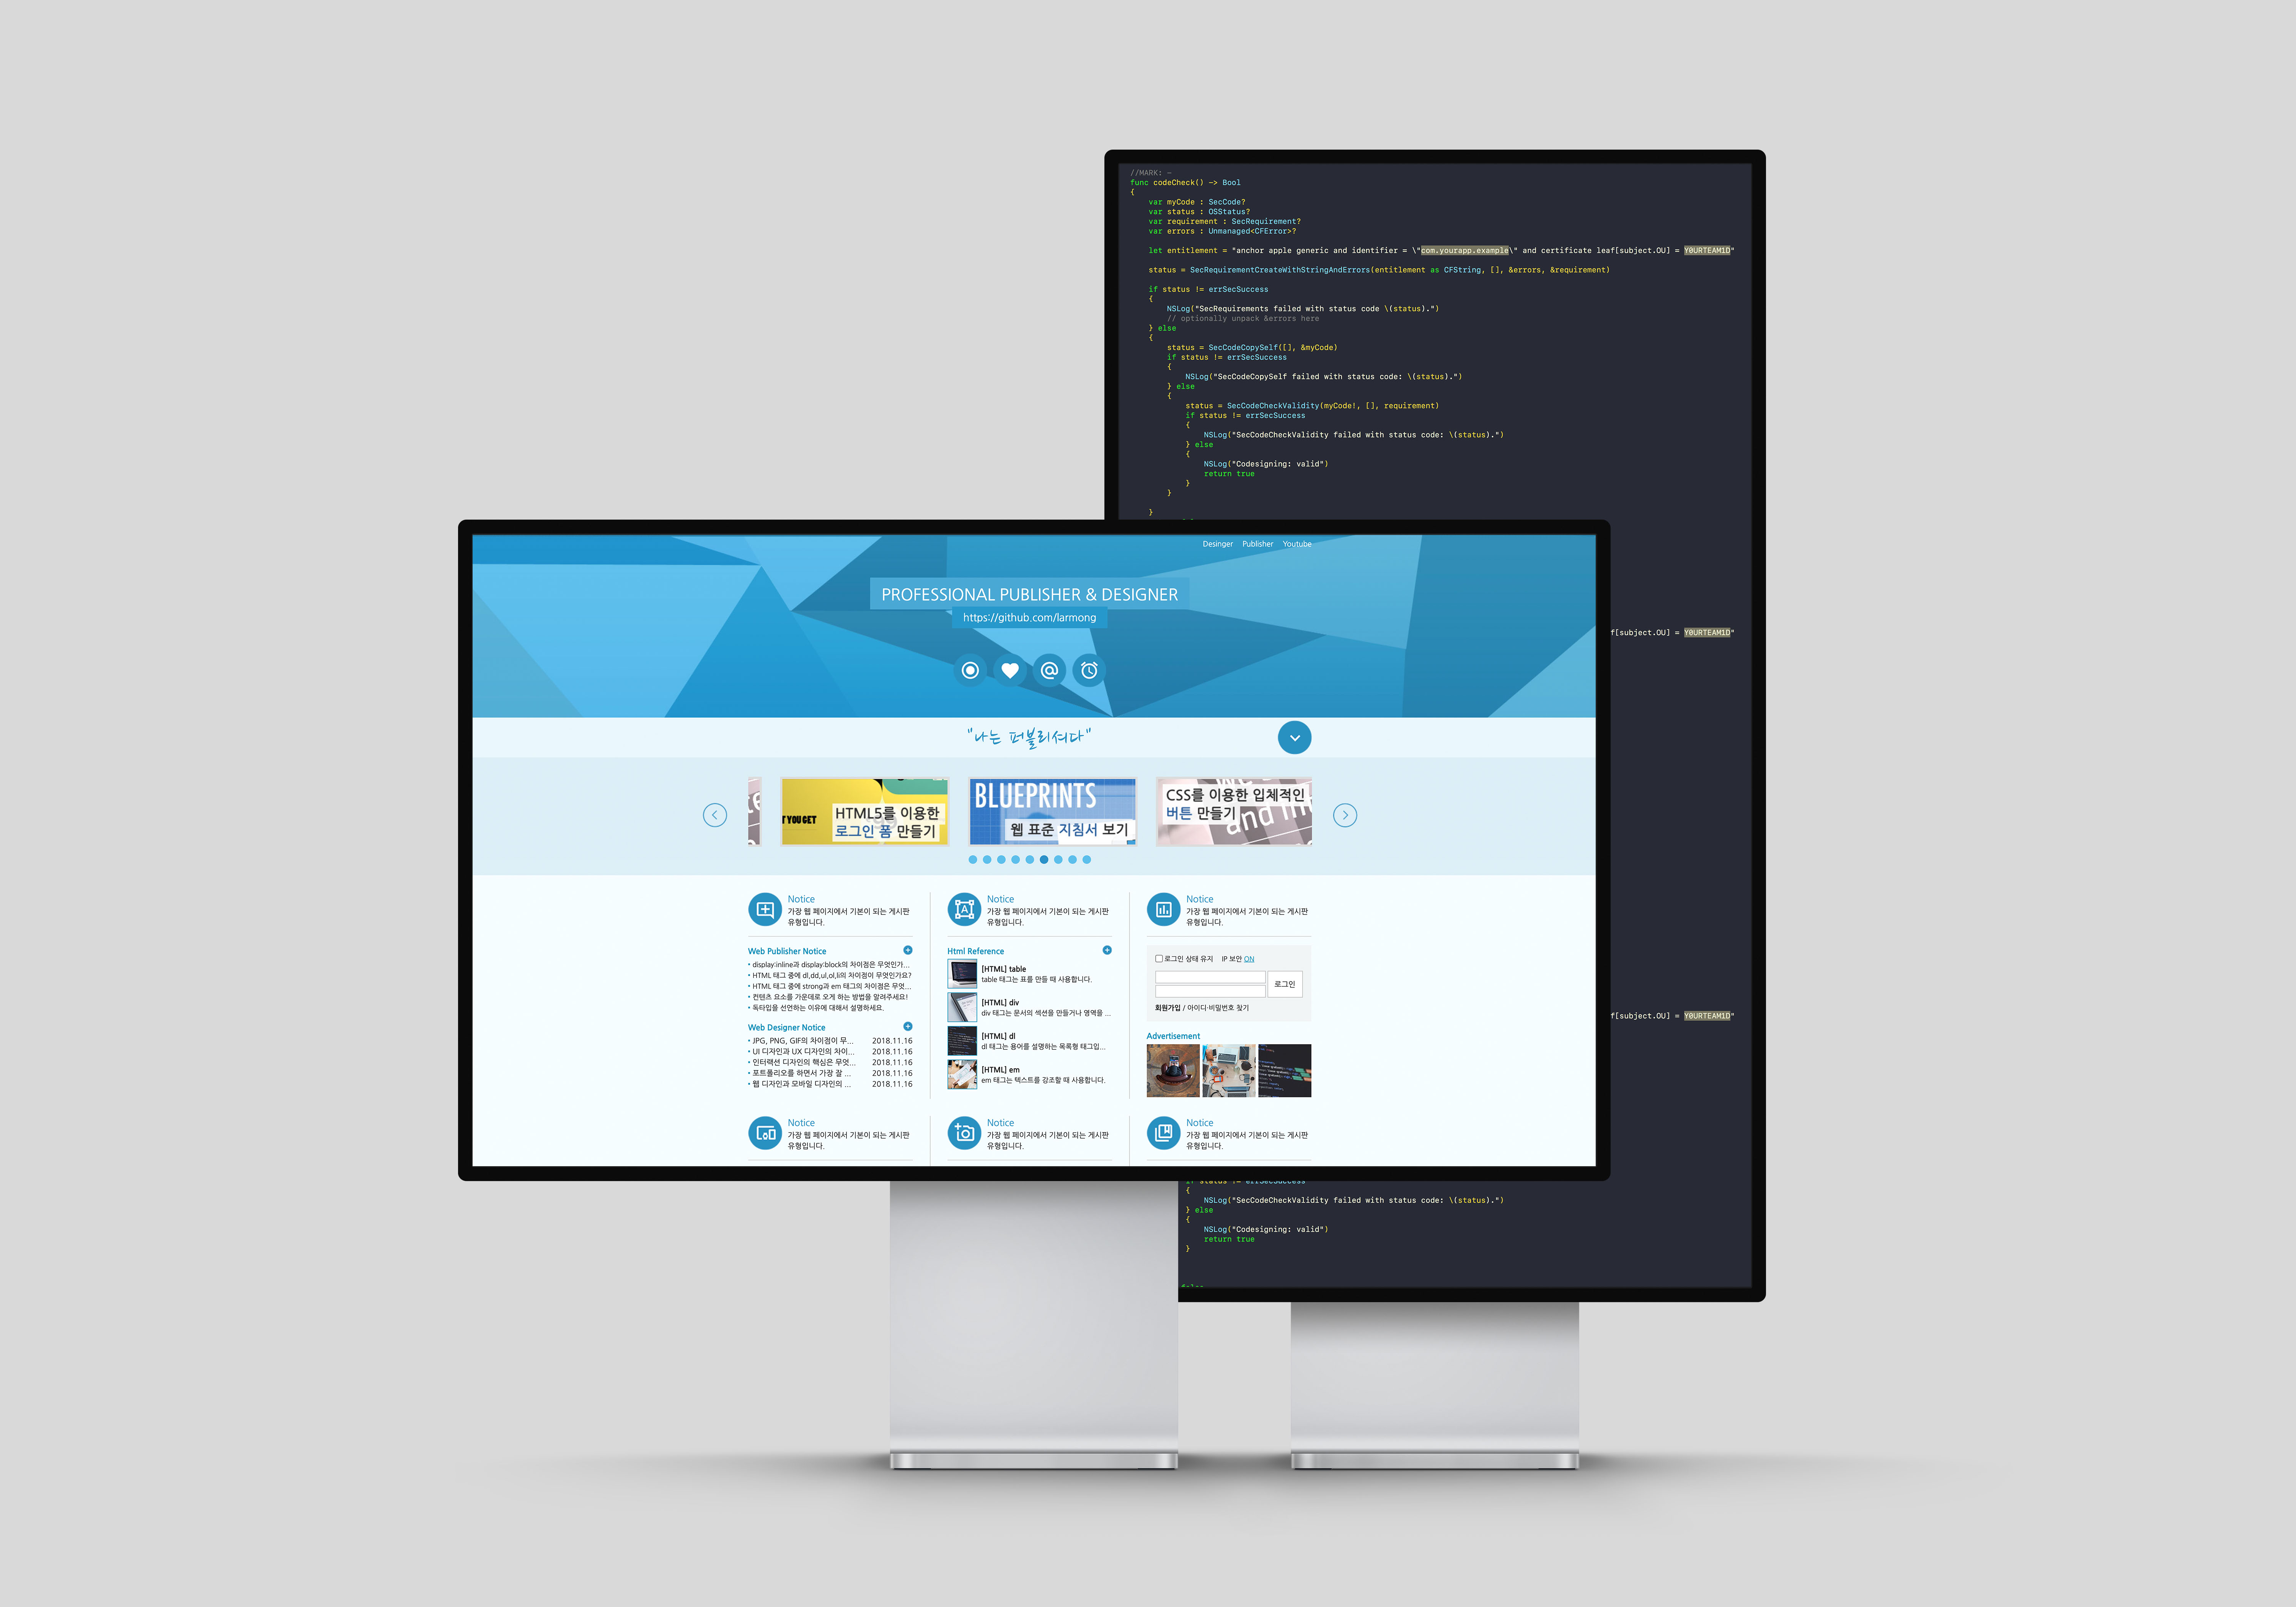 //MARK: -
func codeCheck() -> Bool
{
var myCode : SecCode?
var status : OSStatus?
var requirement : SecRequirement?
var errors : Unmanaged<CFError>?
let entitlement = "anchor apple generic and identifier = \"com.yourapp.example\" and certificate leaf[subject.OU] = Y0URTEAM1D"
status = SecRequirementCreateWithStringAndErrors(entitlement as CFString, [], &errors, &requirement)
if status != errSecSuccess
{
NSLog("SecRequirements failed with status code \(status).")
// optionally unpack &errors here
} else
{
status = SecCodeCopySelf([], &myCode)
if status != errSecSuccess
{
NSLog("SecCodeCopySelf failed with status code: \(status).")
} else
{
status = SecCodeCheckValidity(myCode!, [], requirement)
if status != errSecSuccess
{
NSLog("SecCodeCheckValidity failed with status code: \(status).")
} else
{
NSLog("Codesigning: valid")
return true
}
}
}
f[subject.OU] = Y0URTEAM1D"
f[subject.OU] = Y0URTEAM1D"
if status != errSecSuccess
{
NSLog("SecCodeCheckValidity failed with status code: \(status).")
} else
{
NSLog("Codesigning: valid")
return true
}
Desinger Publisher Youtube
PROFESSIONAL PUBLISHER & DESIGNER
https://github.com/larmong
"나는 퍼블리셔다"
T YOU GET
HTML5를 이용한
로그인 폼 만들기
BLUEPRINTS
웹 표준 지침서 보기
CSS를 이용한 입체적인
버튼 만들기
and in
Notice
가장 웹 페이지에서 기본이 되는 게시판
유형입니다.
Web Publisher Notice
• display:inline과 display:block의 차이점은 무엇인가...
• HTML 태그 중에 dl,dd,ul,ol,li의 차이점이 무엇인가요?
• HTML 태그 중에 strong과 em 태그의 차이점은 무엇...
• 컨텐츠 요소를 가운데로 오게 하는 방법을 알려주세요!
• 독타입을 선언하는 이유에 대해서 설명하세요.
Web Designer Notice
• JPG, PNG, GIF의 차이점이 무... 2018.11.16
• UI 디자인과 UX 디자인의 차이... 2018.11.16
• 인터랙션 디자인의 핵심은 무엇... 2018.11.16
• 포트폴리오를 하면서 가장 잘 ... 2018.11.16
• 웹 디자인과 모바일 디자인의 ... 2018.11.16
Notice
가장 웹 페이지에서 기본이 되는 게시판
유형입니다.
Html Reference
[HTML] table
table 태그는 표를 만들 때 사용합니다.
[HTML] div
div 태그는 문서의 섹션을 만들거나 영역을 ...
[HTML] dl
dl 태그는 용어를 설명하는 목록형 태그입...
[HTML] em
em 태그는 텍스트를 강조할 때 사용합니다.
Notice
가장 웹 페이지에서 기본이 되는 게시판
유형입니다.
로그인 상태 유지 IP 보안 ON
로그인
회원가입 / 아이디·비밀번호 찾기
Advertisement
Notice
가장 웹 페이지에서 기본이 되는 게시판
유형입니다.
Notice
가장 웹 페이지에서 기본이 되는 게시판
유형입니다.
Notice
가장 웹 페이지에서 기본이 되는 게시판
유형입니다.